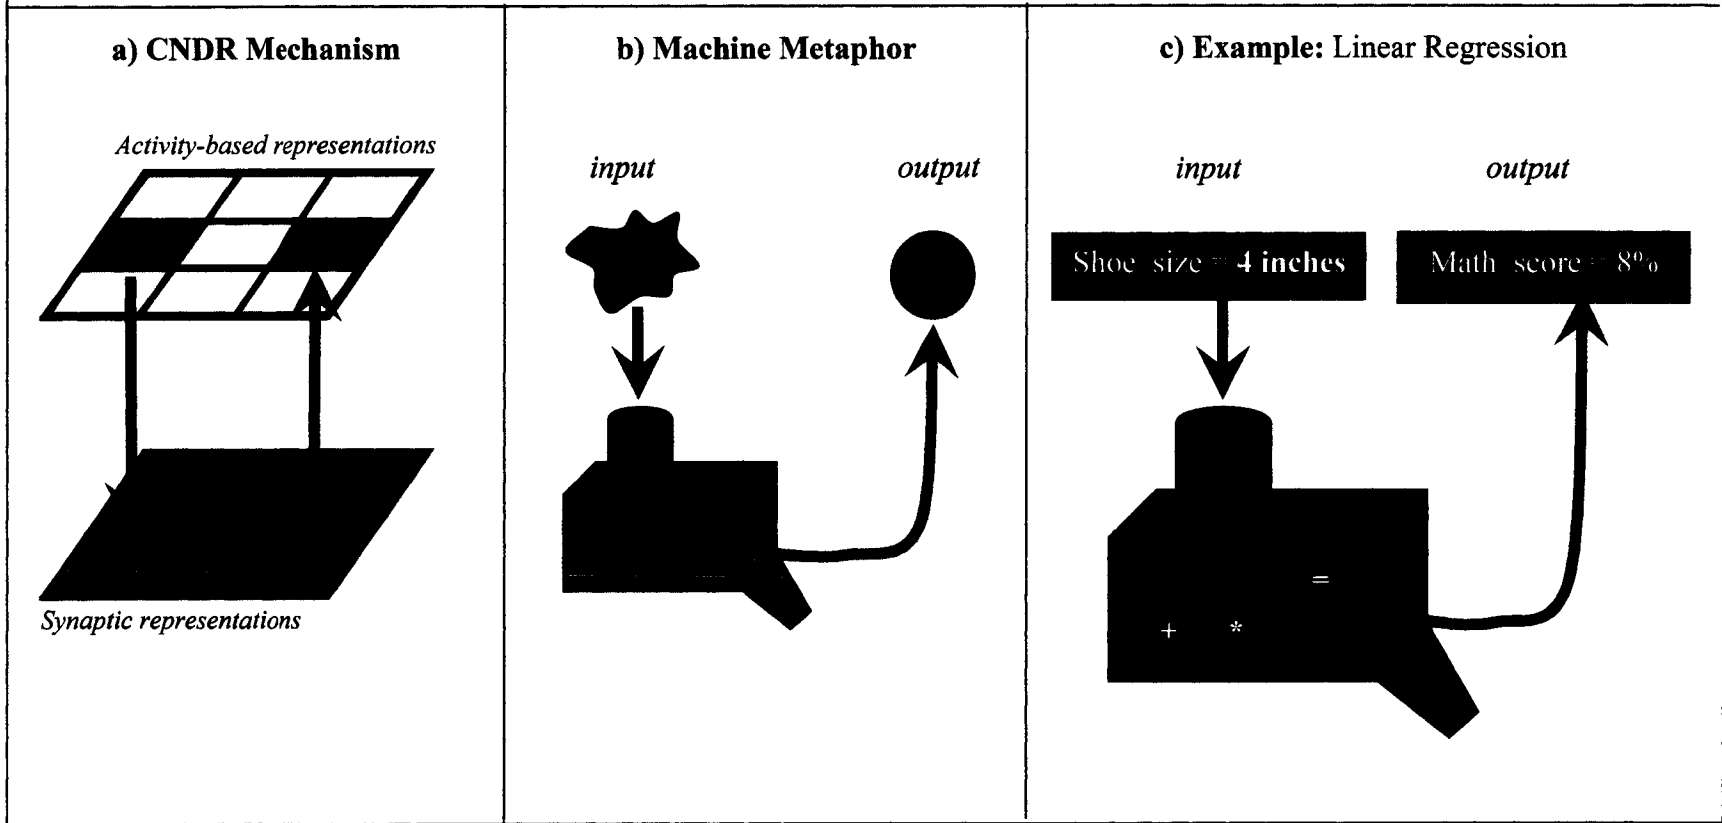 a) CNDR Mechanism
Activity-based representations
Synaptic representations
b) Machine Metaphor
input
output
c) Example: Linear Regression
input
output
Shoe size = 4 inches
Math score = 8%
=
+ *